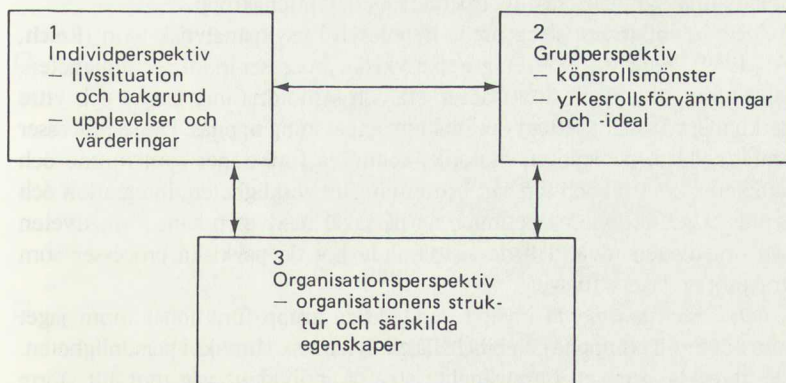 1
Individperspektiv
— livssituation
och bakgrund
— upplevelser och
värderingar
2
Grupperspektiv
— könsrollsmönster
— yrkesrollsförväntningar
och -ideal
3
Organisationsperspektiv
— organisationens struk-
tur och särskilda
egenskaper